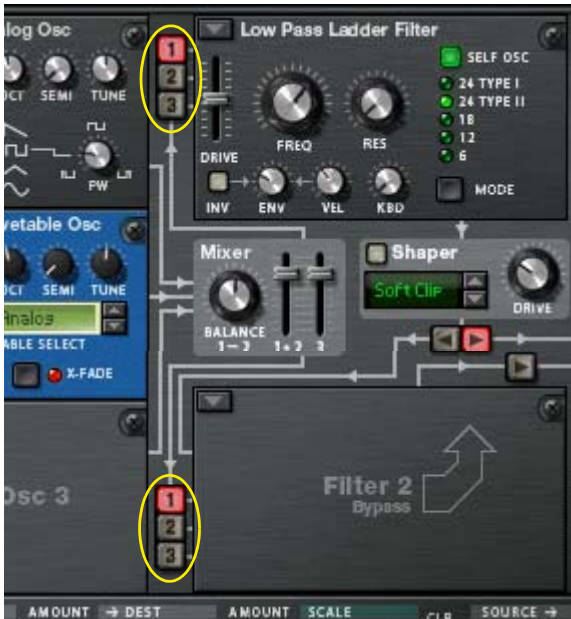 alog Osc
OCT SEMI TUNE
PW
1
2
3
Low Pass Ladder Filter
SELF OSC
24 TYPE I
24 TYPE II
18
12
6
MODE
DRIVE
FREQ
RES
INV
ENV
VEL
KBD
vetable Osc
OCT SEMI TUNE
Analog
ABLE SELECT
X-FADE
Mixer
BALANCE
1–2
1+2
3
Shaper
Soft Clip
DRIVE
Osc 3
1
2
3
Filter 2
Bypass
AMOUNT → DEST
AMOUNT SCALE
CLR SOURCE →